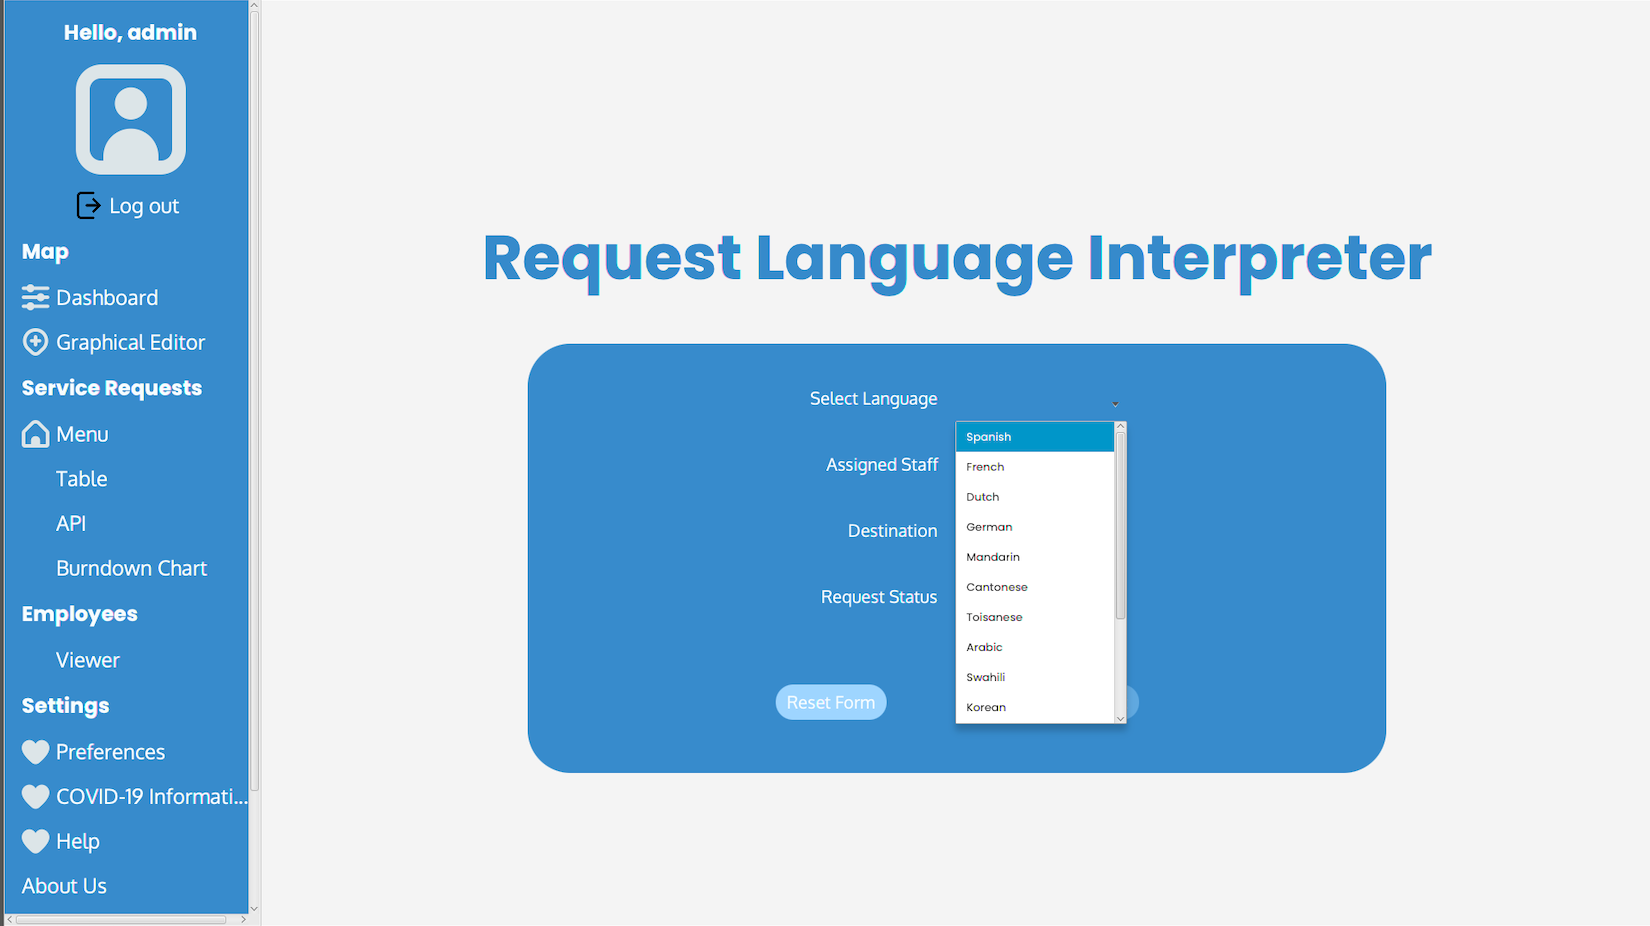 Hello, admin
Log out
Map
Dashboard
Graphical Editor
Service Requests
Menu
Table
API
Burndown Chart
Employees
Viewer
Settings
Preferences
COVID-19 Informati...
Help
About Us
Request Language Interpreter
Select Language
Assigned Staff
Destination
Request Status
Spanish
French
Dutch
German
Mandarin
Cantonese
Toisanese
Arabic
Swahili
Korean
Reset Form